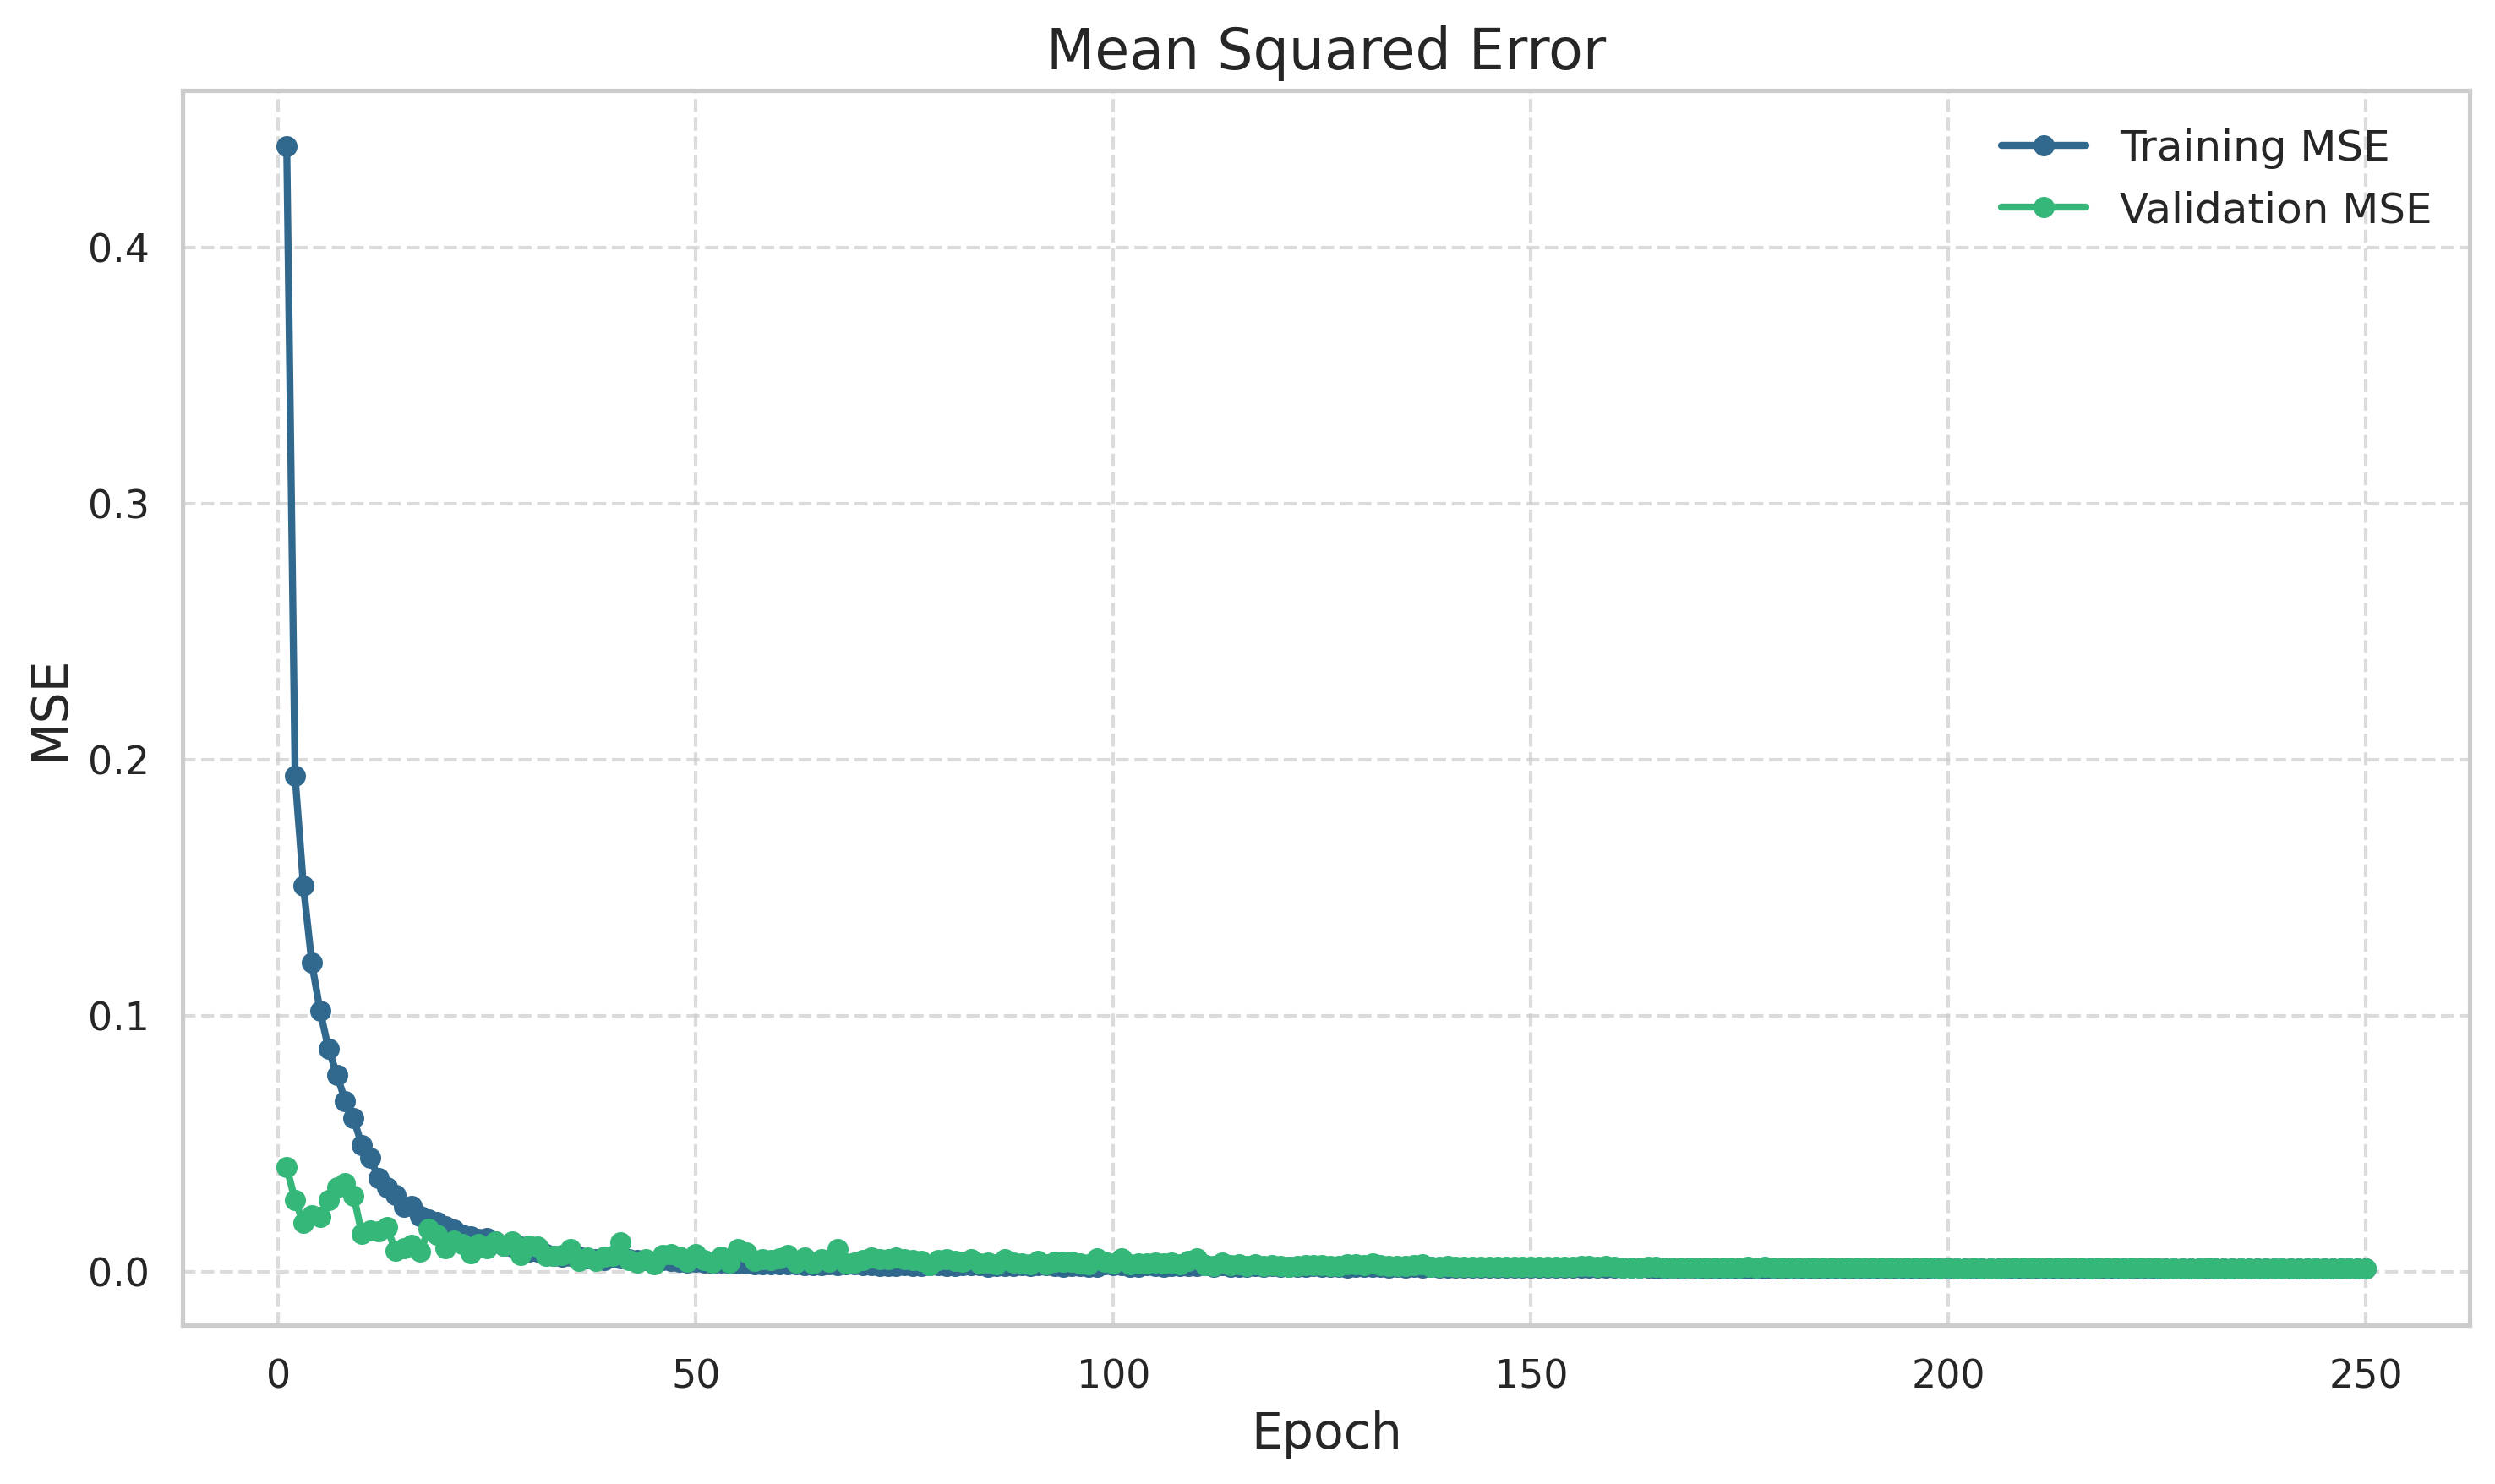 Mean Squared Error
Training MSE
Validation MSE
0.4
0.3
0.2
0.1
0.0
MSE
0 50 100 150 200 250
Epoch